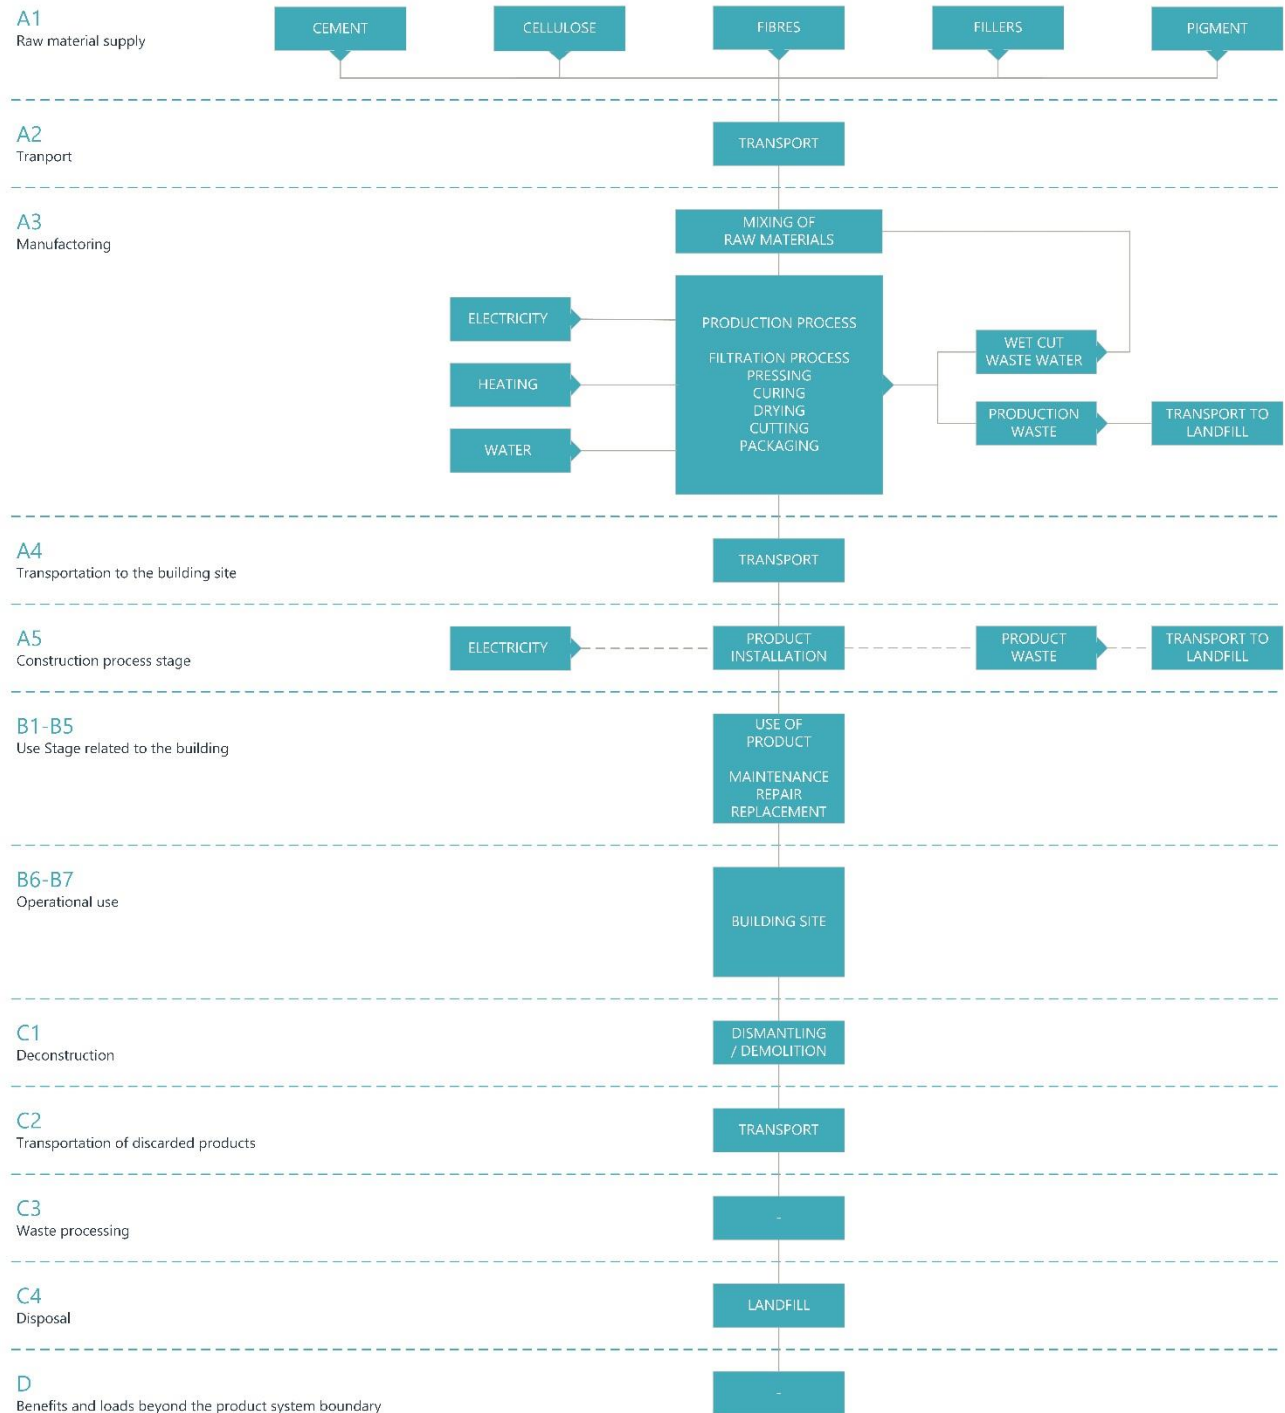 A1
Raw material supply
CEMENT
CELLULOSE
FIBRES
FILLERS
PIGMENT
A2
Tranport
TRANSPORT
A3
Manufactoring
MIXING OF
RAW MATERIALS
ELECTRICITY
HEATING
WATER
PRODUCTION PROCESS
FILTRATION PROCESS
PRESSING
CURING
DRYING
CUTTING
PACKAGING
WET CUT
WASTE WATER
PRODUCTION
WASTE
TRANSPORT TO
LANDFILL
A4
Transportation to the building site
TRANSPORT
A5
Construction process stage
ELECTRICITY
PRODUCT
INSTALLATION
PRODUCT
WASTE
TRANSPORT TO
LANDFILL
B1-B5
Use Stage related to the building
USE OF
PRODUCT
MAINTENANCE
REPAIR
REPLACEMENT
B6-B7
Operational use
BUILDING SITE
C1
Deconstruction
DISMANTLING
/ DEMOLITION
C2
Transportation of discarded products
TRANSPORT
C3
Waste processing
-
C4
Disposal
LANDFILL
D
Benefits and loads beyond the product system boundary
-